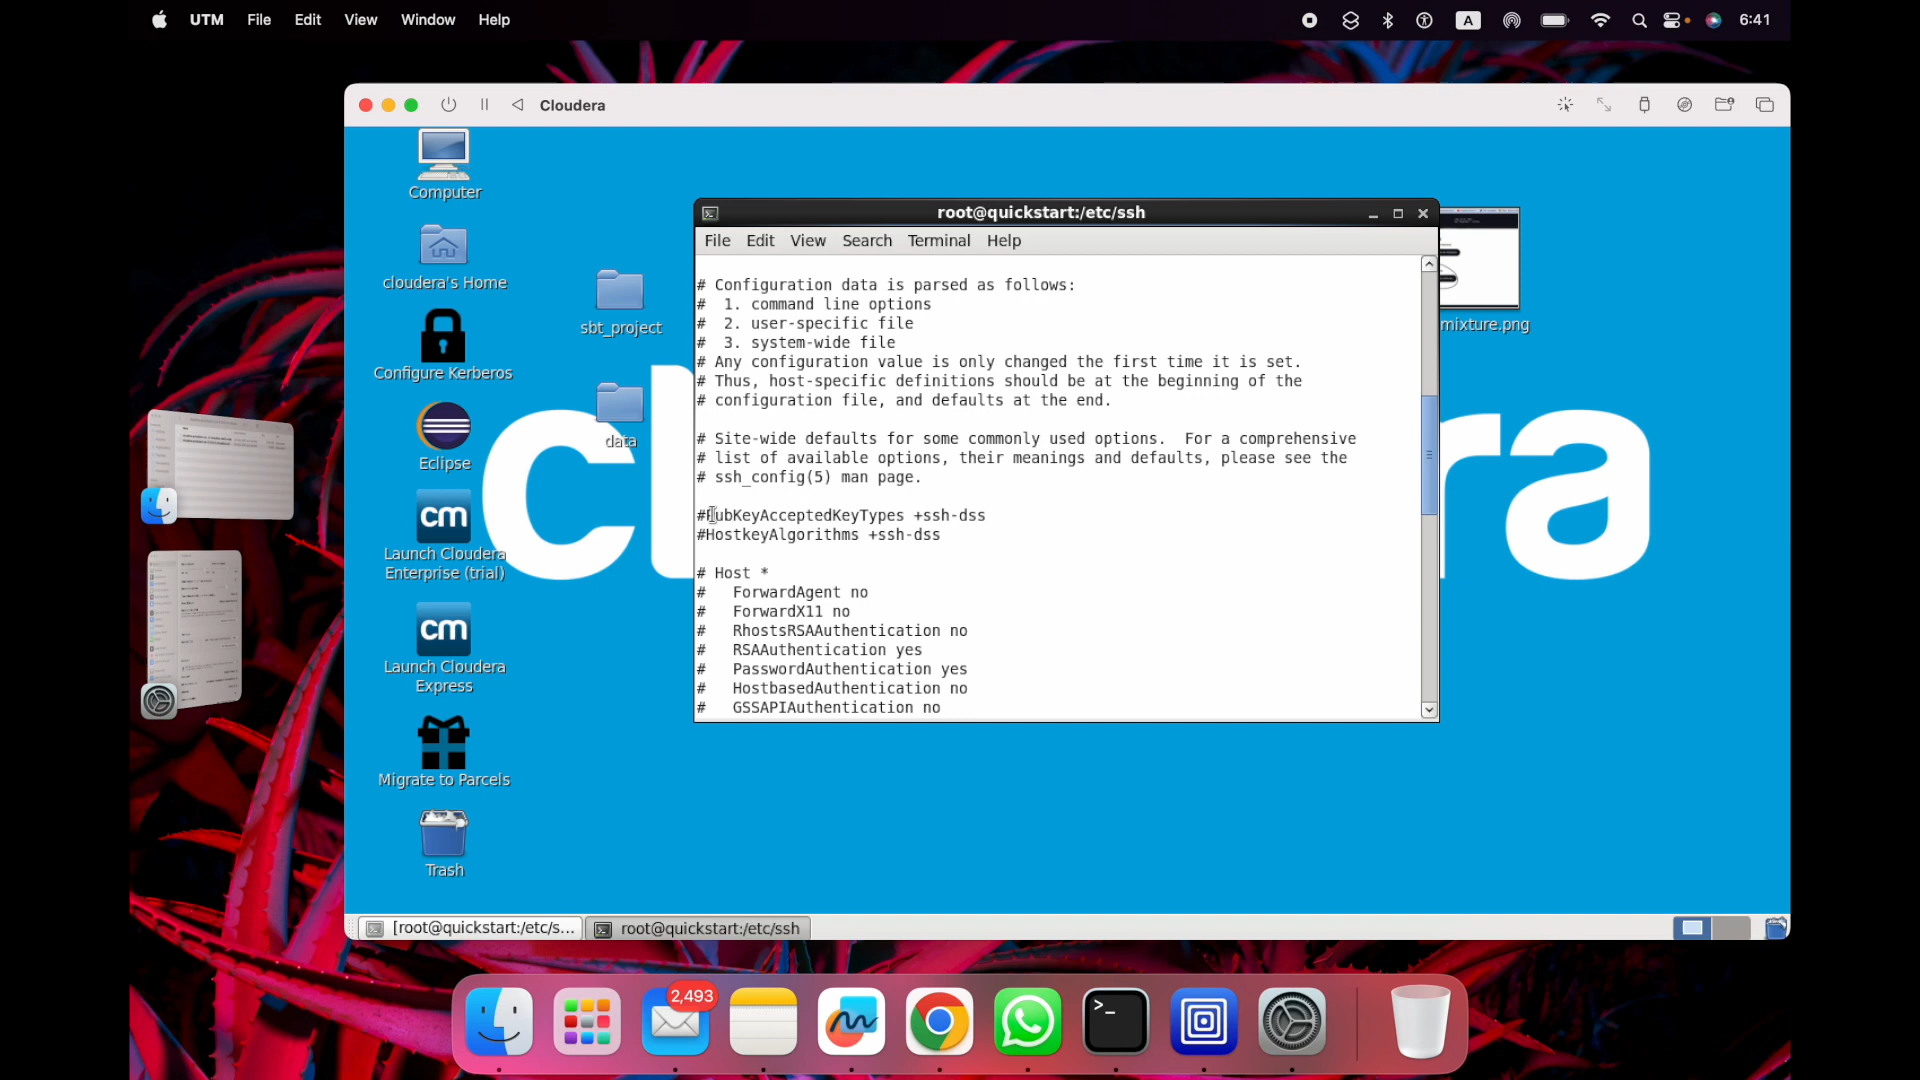 UTM File Edit View Window Help
A
6:41
Cloudera
Computer
cloudera's Home
Configure Kerberos
Eclipse
cm
Launch Cloudera
Enterprise (trial)
cm
Launch Cloudera
Express
Migrate to Parcels
Trash
sbt_project
data
mixture.png
root@quickstart:/etc/ssh
File Edit View Search Terminal Help
# Configuration data is parsed as follows:
#  1. command line options
#  2. user-specific file
#  3. system-wide file
# Any configuration value is only changed the first time it is set.
# Thus, host-specific definitions should be at the beginning of the
# configuration file, and defaults at the end.
# Site-wide defaults for some commonly used options.  For a comprehensive
# list of available options, their meanings and defaults, please see the
# ssh_config(5) man page.
#PubKeyAcceptedKeyTypes +ssh-dss
#HostkeyAlgorithms +ssh-dss
# Host *
#   ForwardAgent no
#   ForwardX11 no
#   RhostsRSAAuthentication no
#   RSAAuthentication yes
#   PasswordAuthentication yes
#   HostbasedAuthentication no
#   GSSAPIAuthentication no
[root@quickstart:/etc/s...
root@quickstart:/etc/ssh
2,493